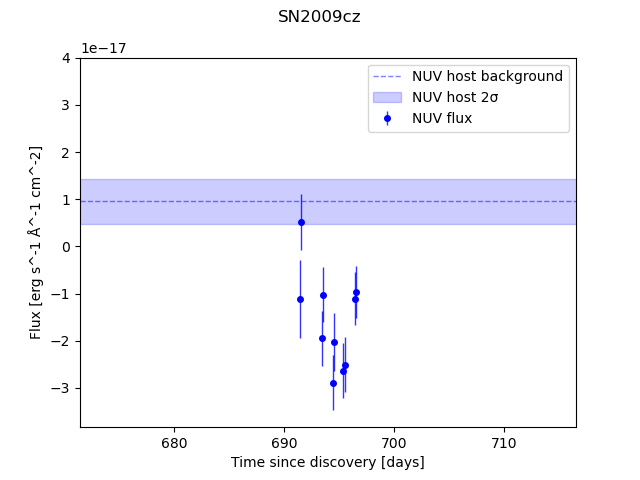 SN2009cz
1e−17
NUV host background
NUV host 2σ
NUV flux
4
3
2
1
0
−1
−2
−3
Flux [erg s^-1 Å^-1 cm^-2]
680
690
700
710
Time since discovery [days]